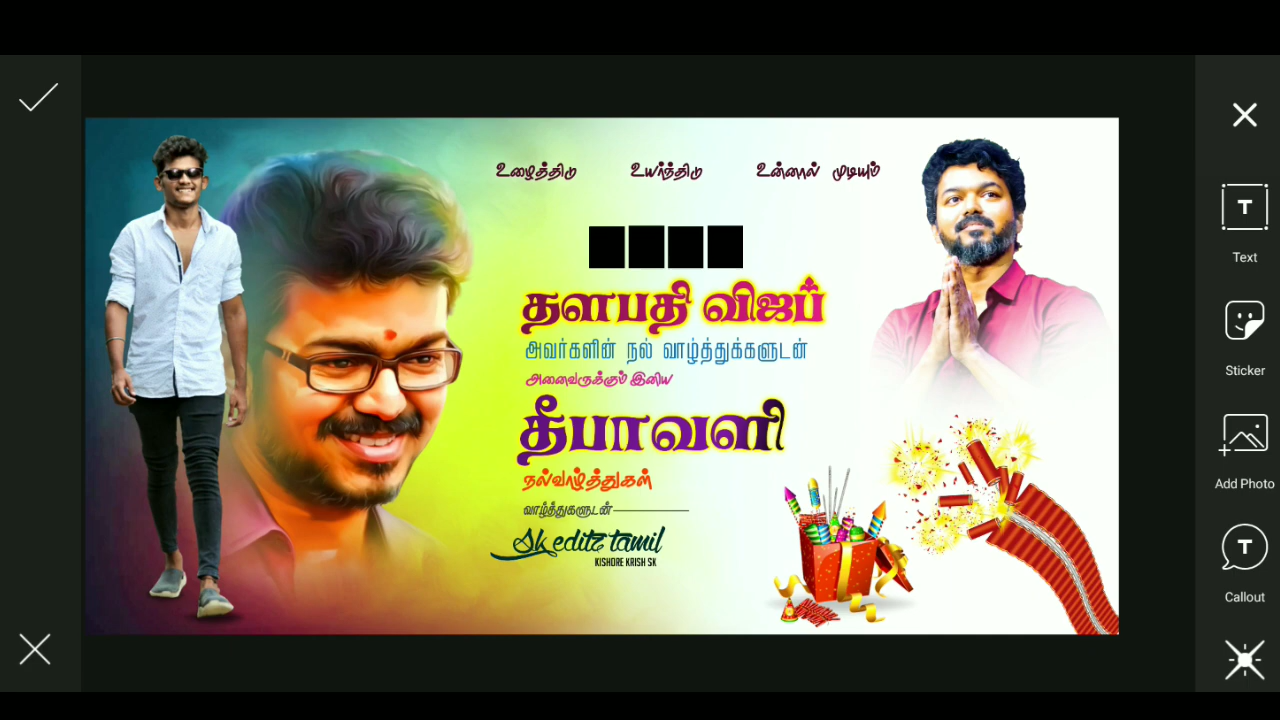 உழைத்திடு உயர்ந்திடு உன்னால் முடியும்
தளபதி விஜய்
அவர்களின் நல் வாழ்த்துக்களுடன்
அனைவருக்கும் இனிய
தீபாவளி
நல்வாழ்த்துகள்
வாழ்த்துகளுடன்
Sk editz tamil
KISHORE KRISH SK
Text
Sticker
Add Photo
Callout